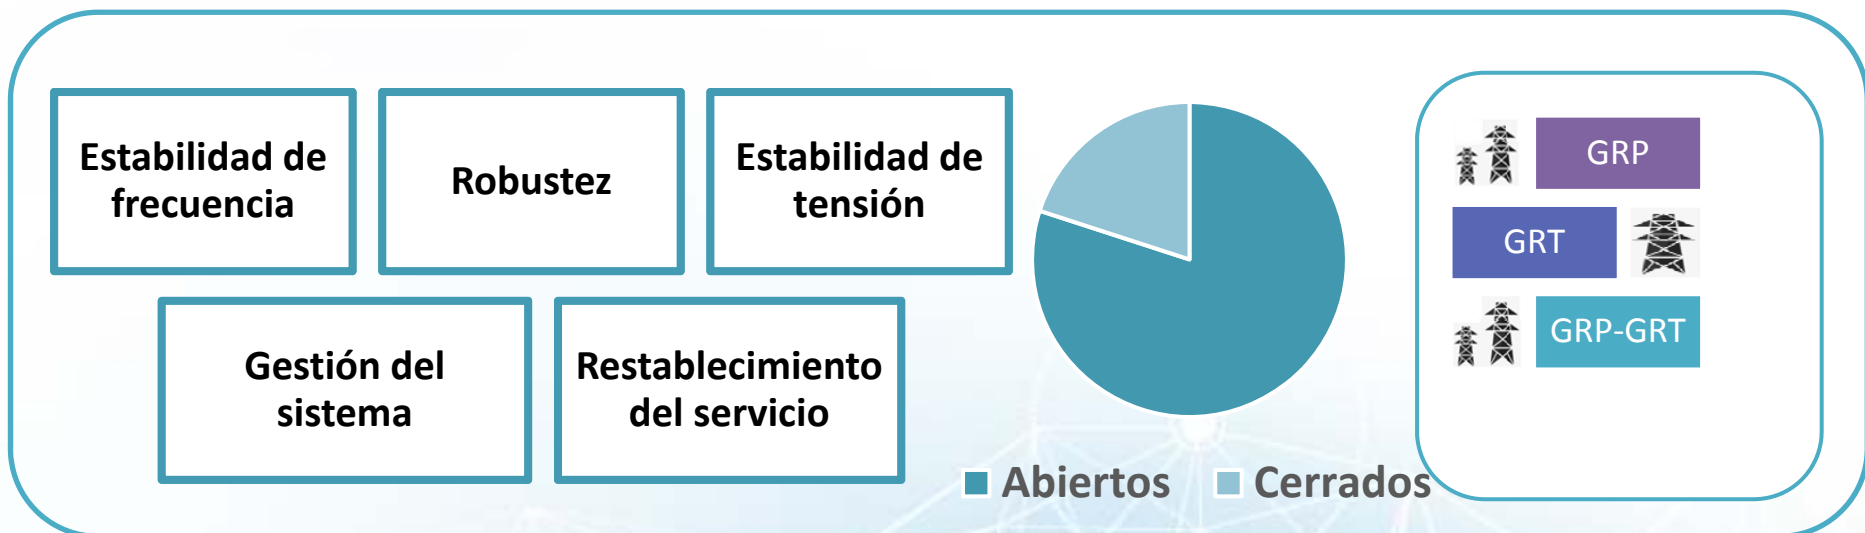 Estabilidad de
frecuencia
Robustez
Estabilidad de
tensión
Gestión del
sistema
Restablecimiento
del servicio
Abiertos
Cerrados
GRP
GRT
GRP-GRT